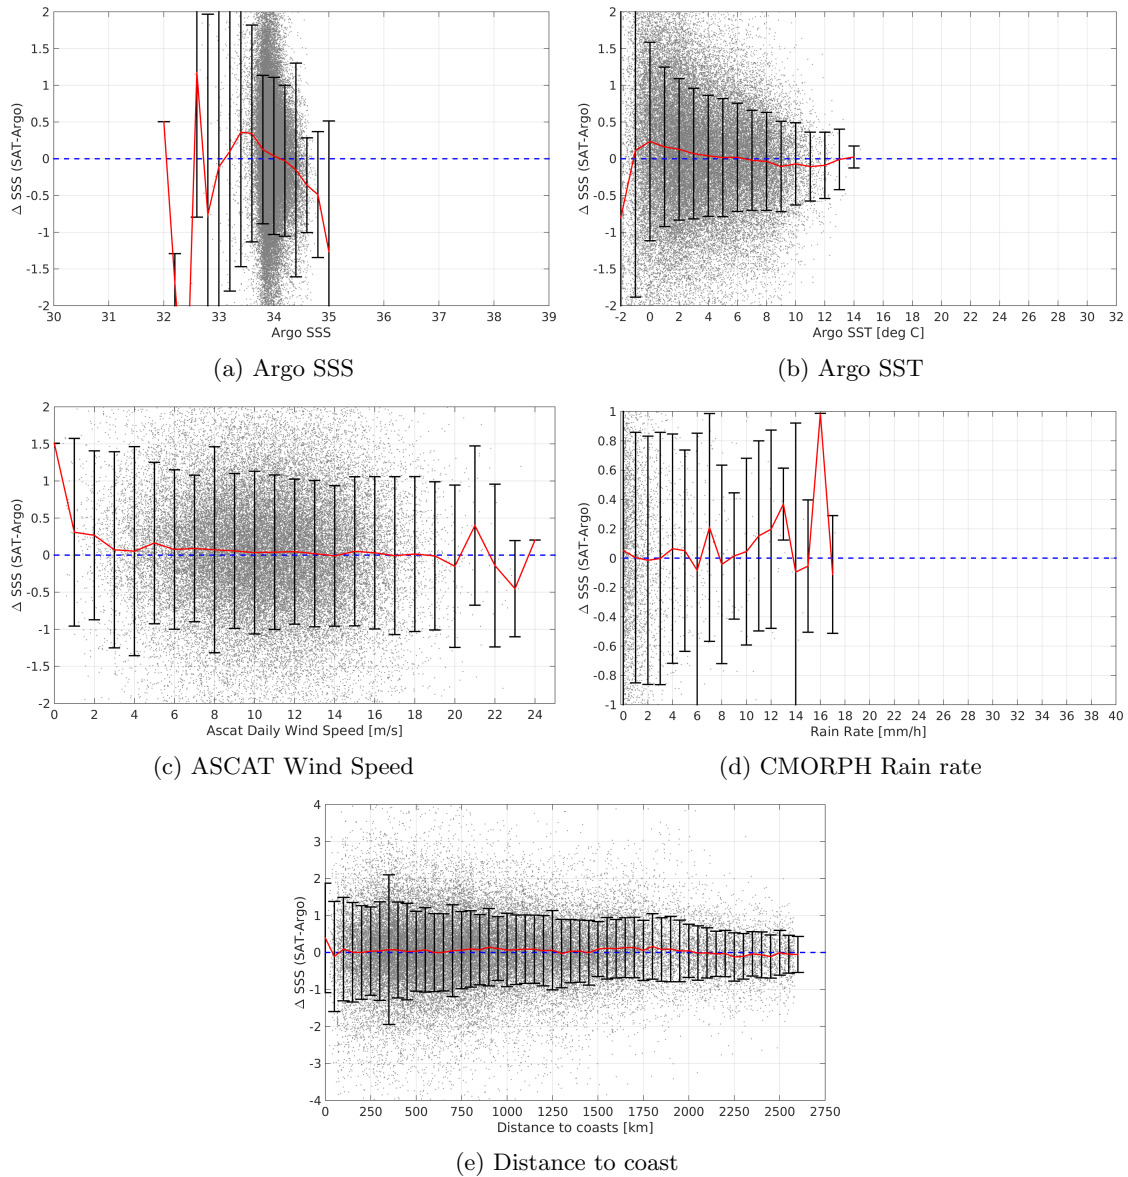 2
1.5
1
0.5
0
-0.5
-1
-1.5
-2
Δ SSS (SAT-Argo)
30 31 32 33 34 35 36 37 38 39
Argo SSS
(a) Argo SSS
2
1.5
1
0.5
0
-0.5
-1
-1.5
-2
Δ SSS (SAT-Argo)
-2 0 2 4 6 8 10 12 14 16 18 20 22 24 26 28 30 32
Argo SST [deg C]
(b) Argo SST
2
1.5
1
0.5
0
-0.5
-1
-1.5
-2
Δ SSS (SAT-Argo)
0 2 4 6 8 10 12 14 16 18 20 22 24
Ascat Daily Wind Speed [m/s]
(c) ASCAT Wind Speed
1
0.8
0.6
0.4
0.2
0
-0.2
-0.4
-0.6
-0.8
-1
Δ SSS (SAT-Argo)
0 2 4 6 8 10 12 14 16 18 20 22 24 26 28 30 32 34 36 38 40
Rain Rate [mm/h]
(d) CMORPH Rain rate
4
3
2
1
0
-1
-2
-3
-4
Δ SSS (SAT-Argo)
0 250 500 750 1000 1250 1500 1750 2000 2250 2500 2750
Distance to coasts [km]
(e) Distance to coast